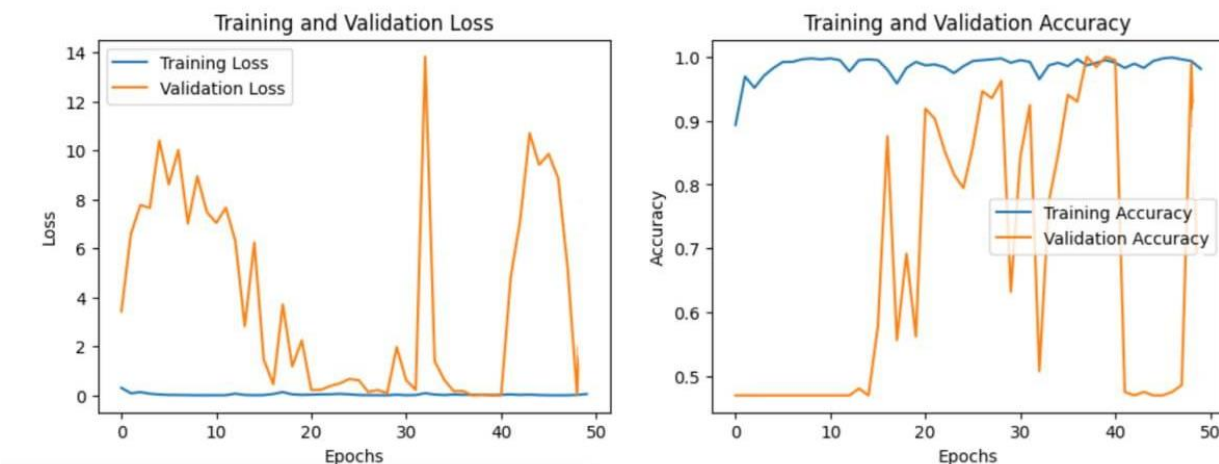 Training and Validation Loss
14
12
10
8
6
4
2
0
Loss
Training Loss
Validation Loss
0 10 20 30 40 50
Epochs
Training and Validation Accuracy
1.0
0.9
0.8
0.7
0.6
0.5
Accuracy
Training Accuracy
Validation Accuracy
0 10 20 30 40 50
Epochs